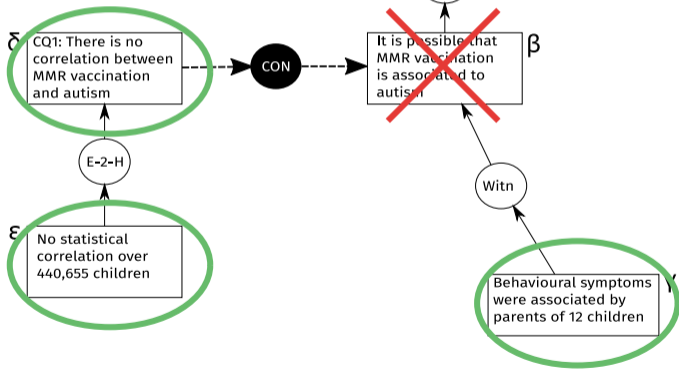 δ
CQ1: There is no
correlation between
MMR vaccination
and autism
CON
It is possible that
MMR vaccination
is associated to
autism
β
E-2-H
Witn
ε
No statistical
correlation over
440,655 children
Behavioural symptoms
were associated by
parents of 12 children
γ